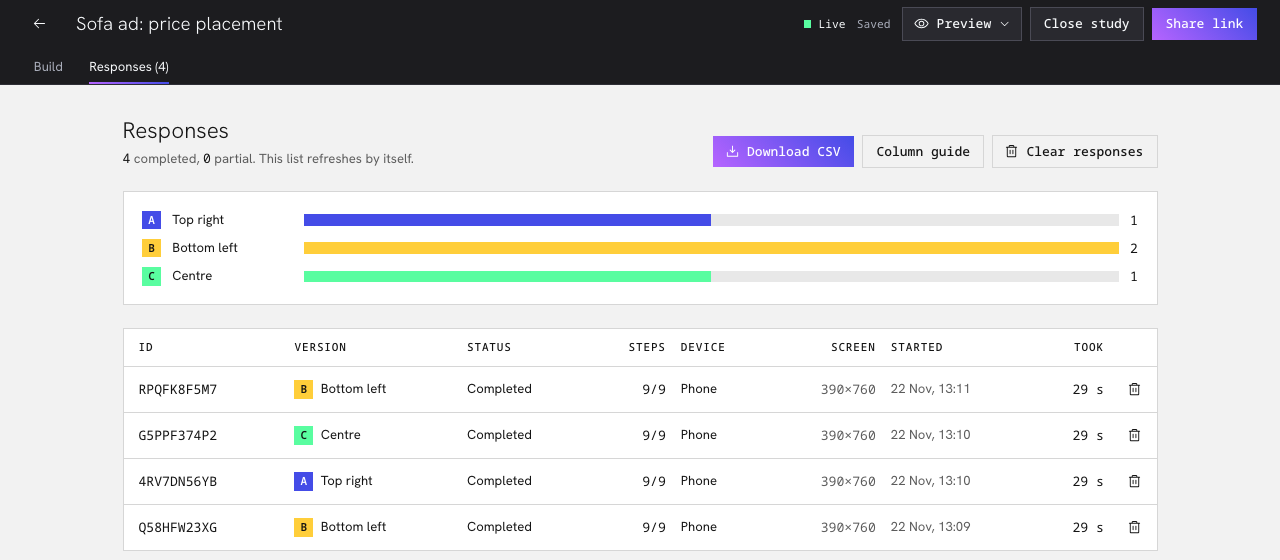 Sofa ad: price placement
Live Saved Preview Close study Share link
Build Responses (4)
Responses
4 completed, 0 partial. This list refreshes by itself.
Download CSV Column guide Clear responses
A Top right 1
B Bottom left 2
C Centre 1
ID VERSION STATUS STEPS DEVICE SCREEN STARTED TOOK
RPQFK8F5M7 B Bottom left Completed 9/9 Phone 390×760 22 Nov, 13:11 29 s
G5PPF374P2 C Centre Completed 9/9 Phone 390×760 22 Nov, 13:10 29 s
4RV7DN56YB A Top right Completed 9/9 Phone 390×760 22 Nov, 13:10 29 s
Q58HFW23XG B Bottom left Completed 9/9 Phone 390×760 22 Nov, 13:09 29 s